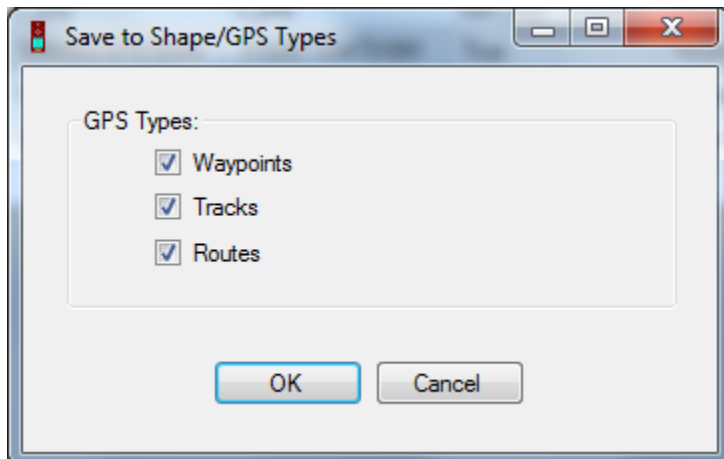 Save to Shape/GPS Types
GPS Types:
Waypoints
Tracks
Routes
OK Cancel